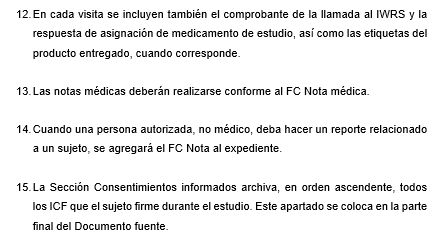 12. En cada visita se incluyen también el comprobante de la llamada al IWRS y la
respuesta de asignación de medicamento de estudio, así como las etiquetas del
producto entregado, cuando corresponde.
13. Las notas médicas deberán realizarse conforme al FC Nota médica.
14. Cuando una persona autorizada, no médico, deba hacer un reporte relacionado
a un sujeto, se agregará el FC Nota al expediente.
15. La Sección Consentimientos informados archiva, en orden ascendente, todos
los ICF que el sujeto firme durante el estudio. Este apartado se coloca en la parte
final del Documento fuente.